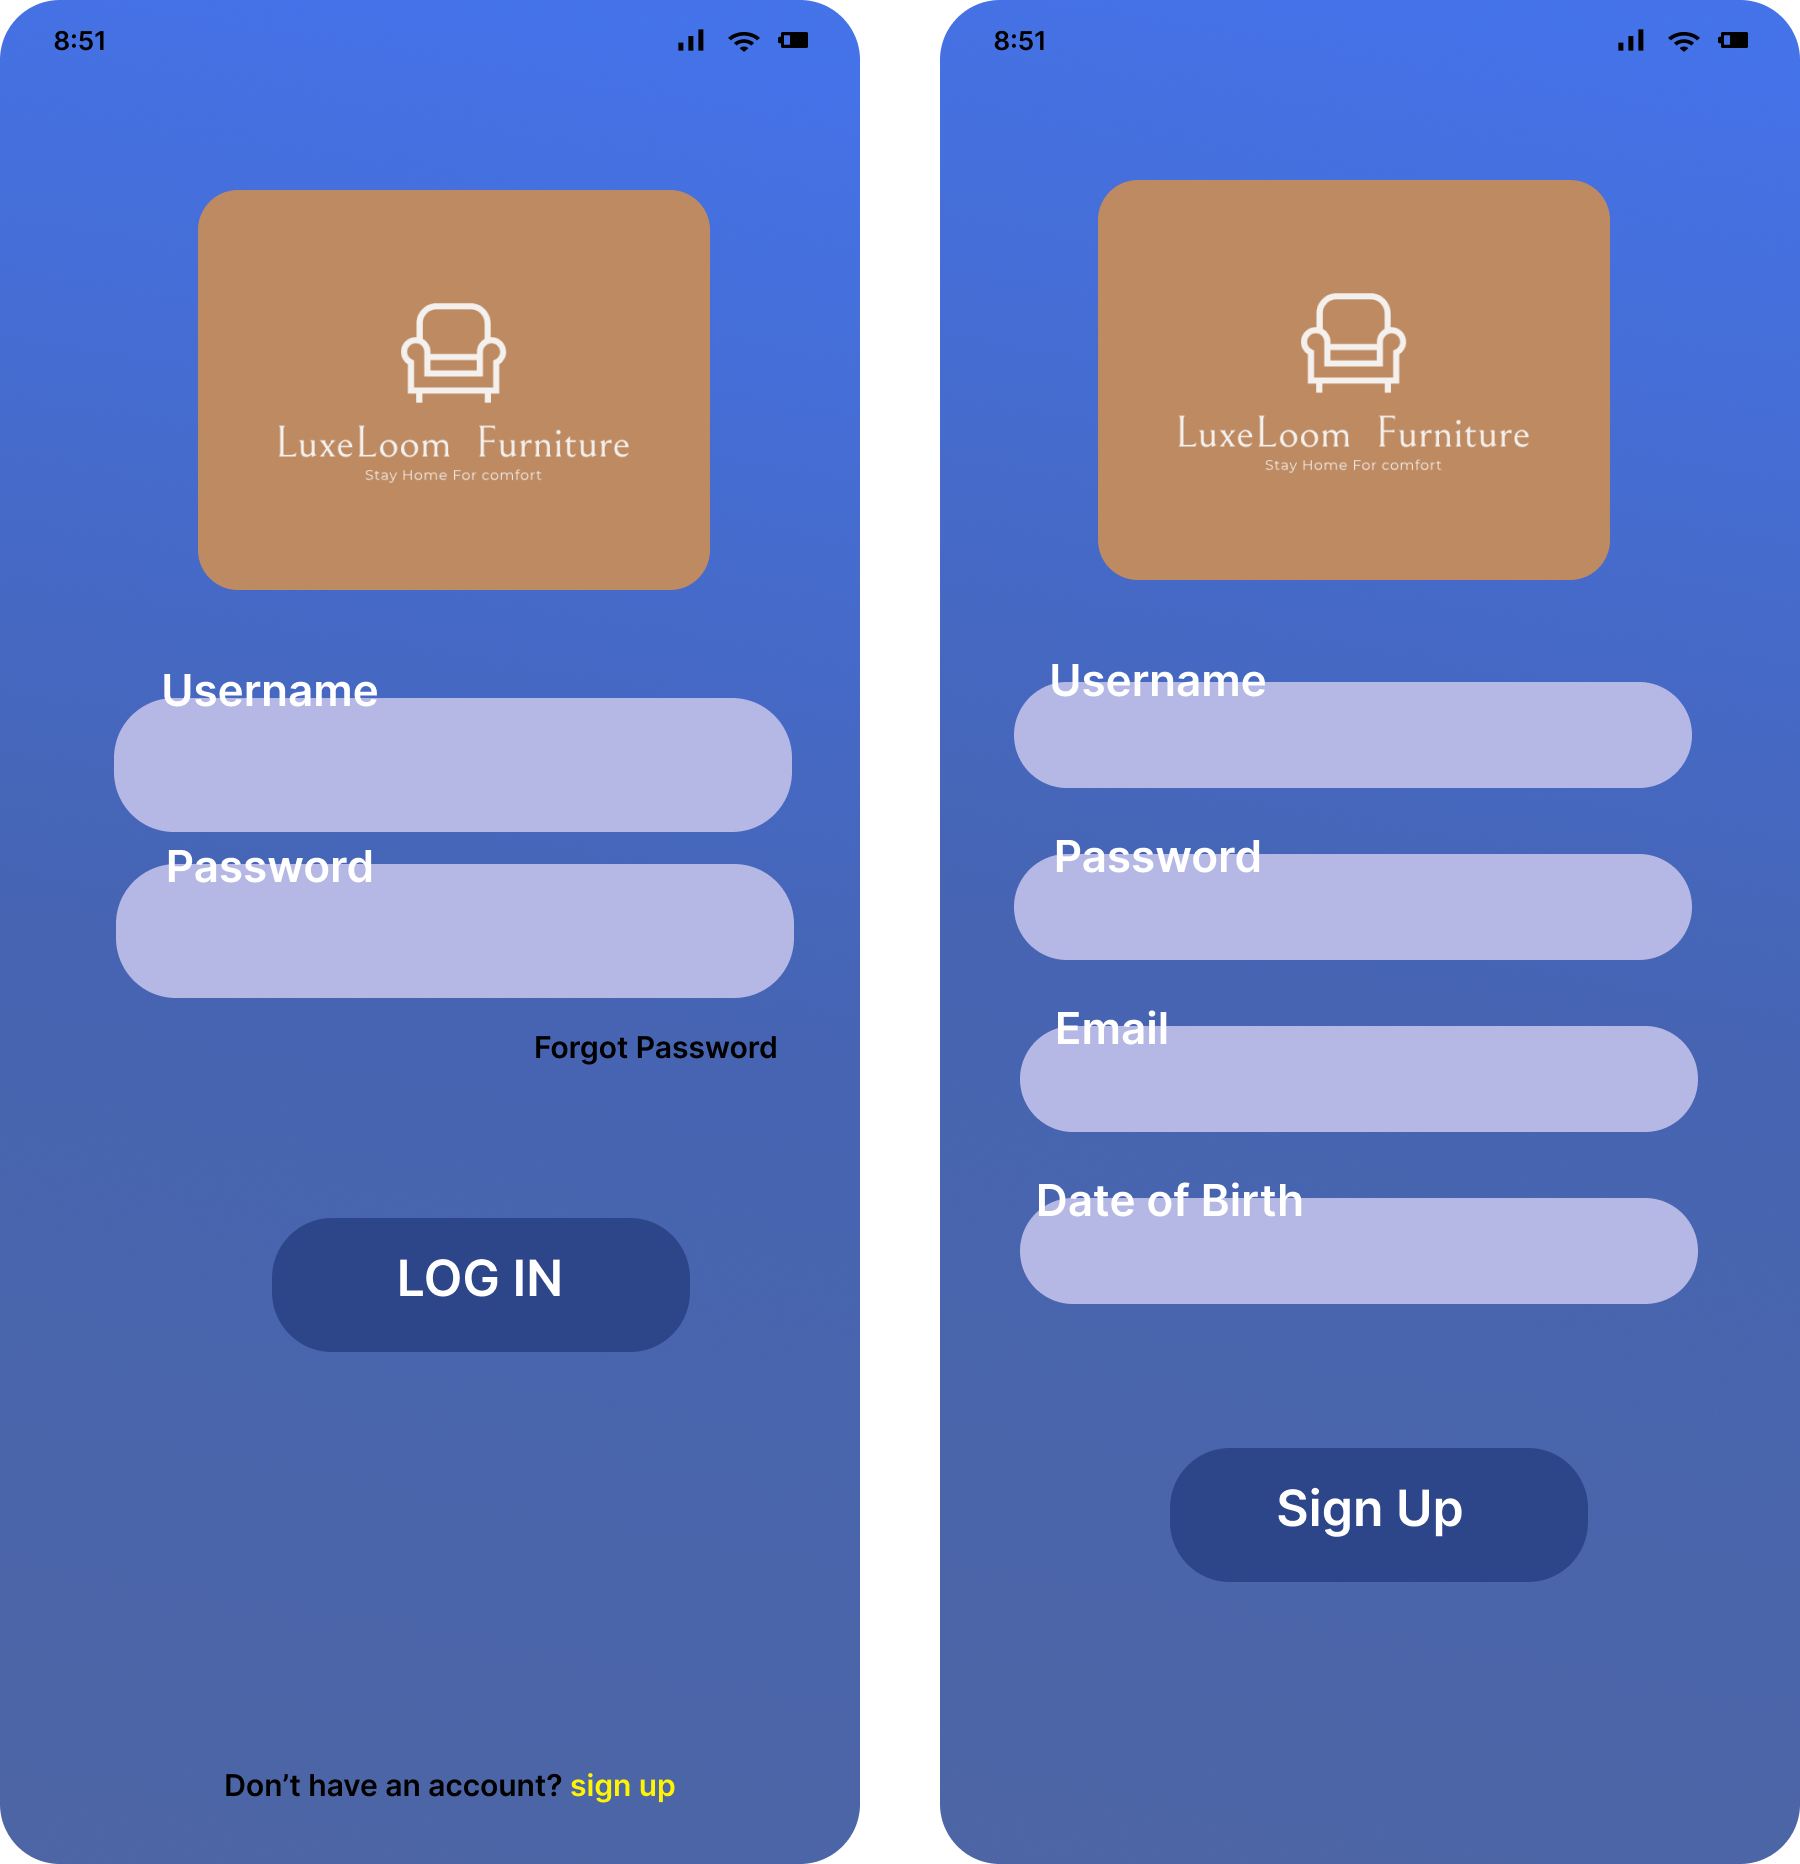 8:51
LuxeLoom Furniture
Stay Home For comfort
Username
Password
Forgot Password
LOG IN
Don’t have an account? sign up
8:51
LuxeLoom Furniture
Stay Home For comfort
Username
Password
Email
Date of Birth
Sign Up